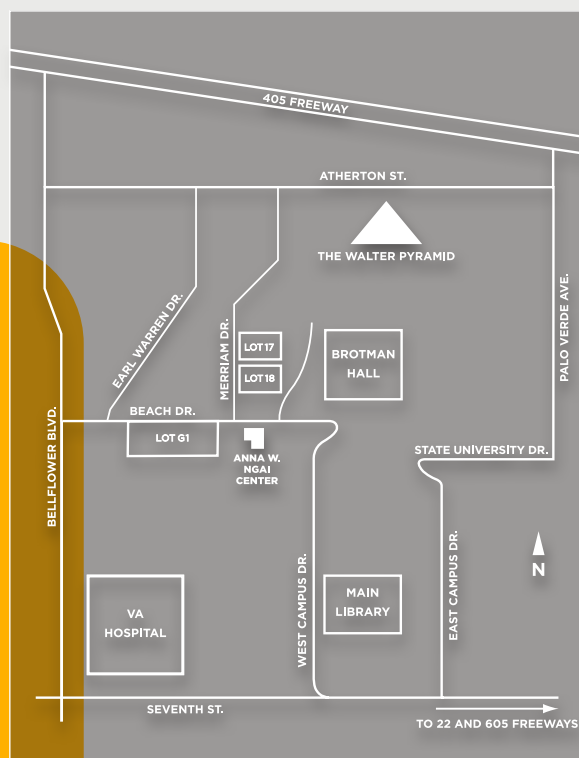 405 FREEWAY
ATHERTON ST.
THE WALTER PYRAMID
EARL WARREN DR.
MERRIAM DR.
LOT 17
LOT 18
BROTMAN
HALL
PALO VERDE AVE.
BEACH DR.
LOT G1
ANNA W.
NGAI
CENTER
STATE UNIVERSITY DR.
BELLFLOWER BLVD.
WEST CAMPUS DR.
EAST CAMPUS DR.
N
VA
HOSPITAL
MAIN
LIBRARY
SEVENTH ST.
TO 22 AND 605 FREEWAYS